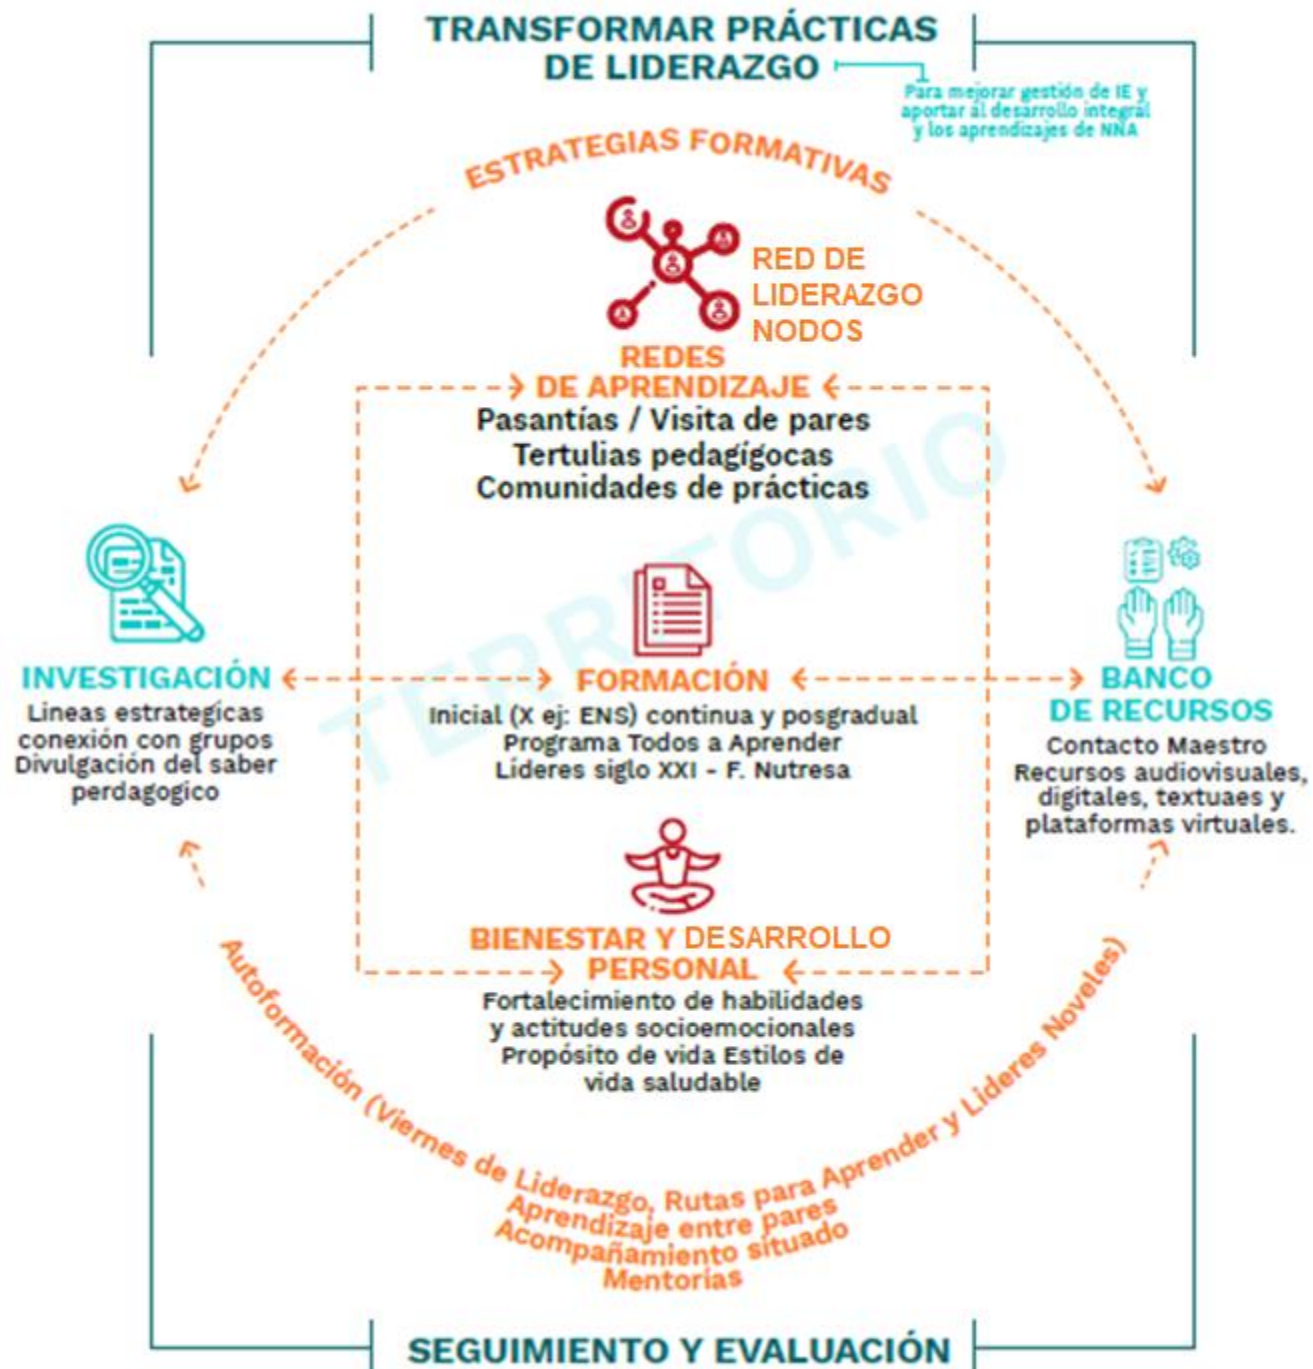 TRANSFORMAR PRÁCTICAS
DE LIDERAZGO
Para mejorar gestión de IE y
aportar al desarrollo integral
y los aprendizajes de NNA
ESTRATEGIAS FORMATIVAS
RED DE
LIDERAZGO
NODOS
REDES
DE APRENDIZAJE
Pasantías / Visita de pares
Tertulias pedagígocas
Comunidades de prácticas
TERRITORIO
INVESTIGACIÓN
Lineas estrategicas
conexión con grupos
Divulgación del saber
perdagogico
FORMACIÓN
Inicial (X ej: ENS) continua y posgradual
Programa Todos a Aprender
Líderes siglo XXI - F. Nutresa
BANCO
DE RECURSOS
Contacto Maestro
Recursos audiovisuales,
digitales, textuaes y
plataformas virtuales.
BIENESTAR Y DESARROLLO
PERSONAL
Fortalecimiento de habilidades
y actitudes socioemocionales
Propósito de vida Estilos de
vida saludable
Autoformación (Viernes de Liderazgo, Rutas para Aprender y Lideres Noveles)
Aprendizaje entre pares
Acompañamiento situado
Mentorías
SEGUIMIENTO Y EVALUACIÓN